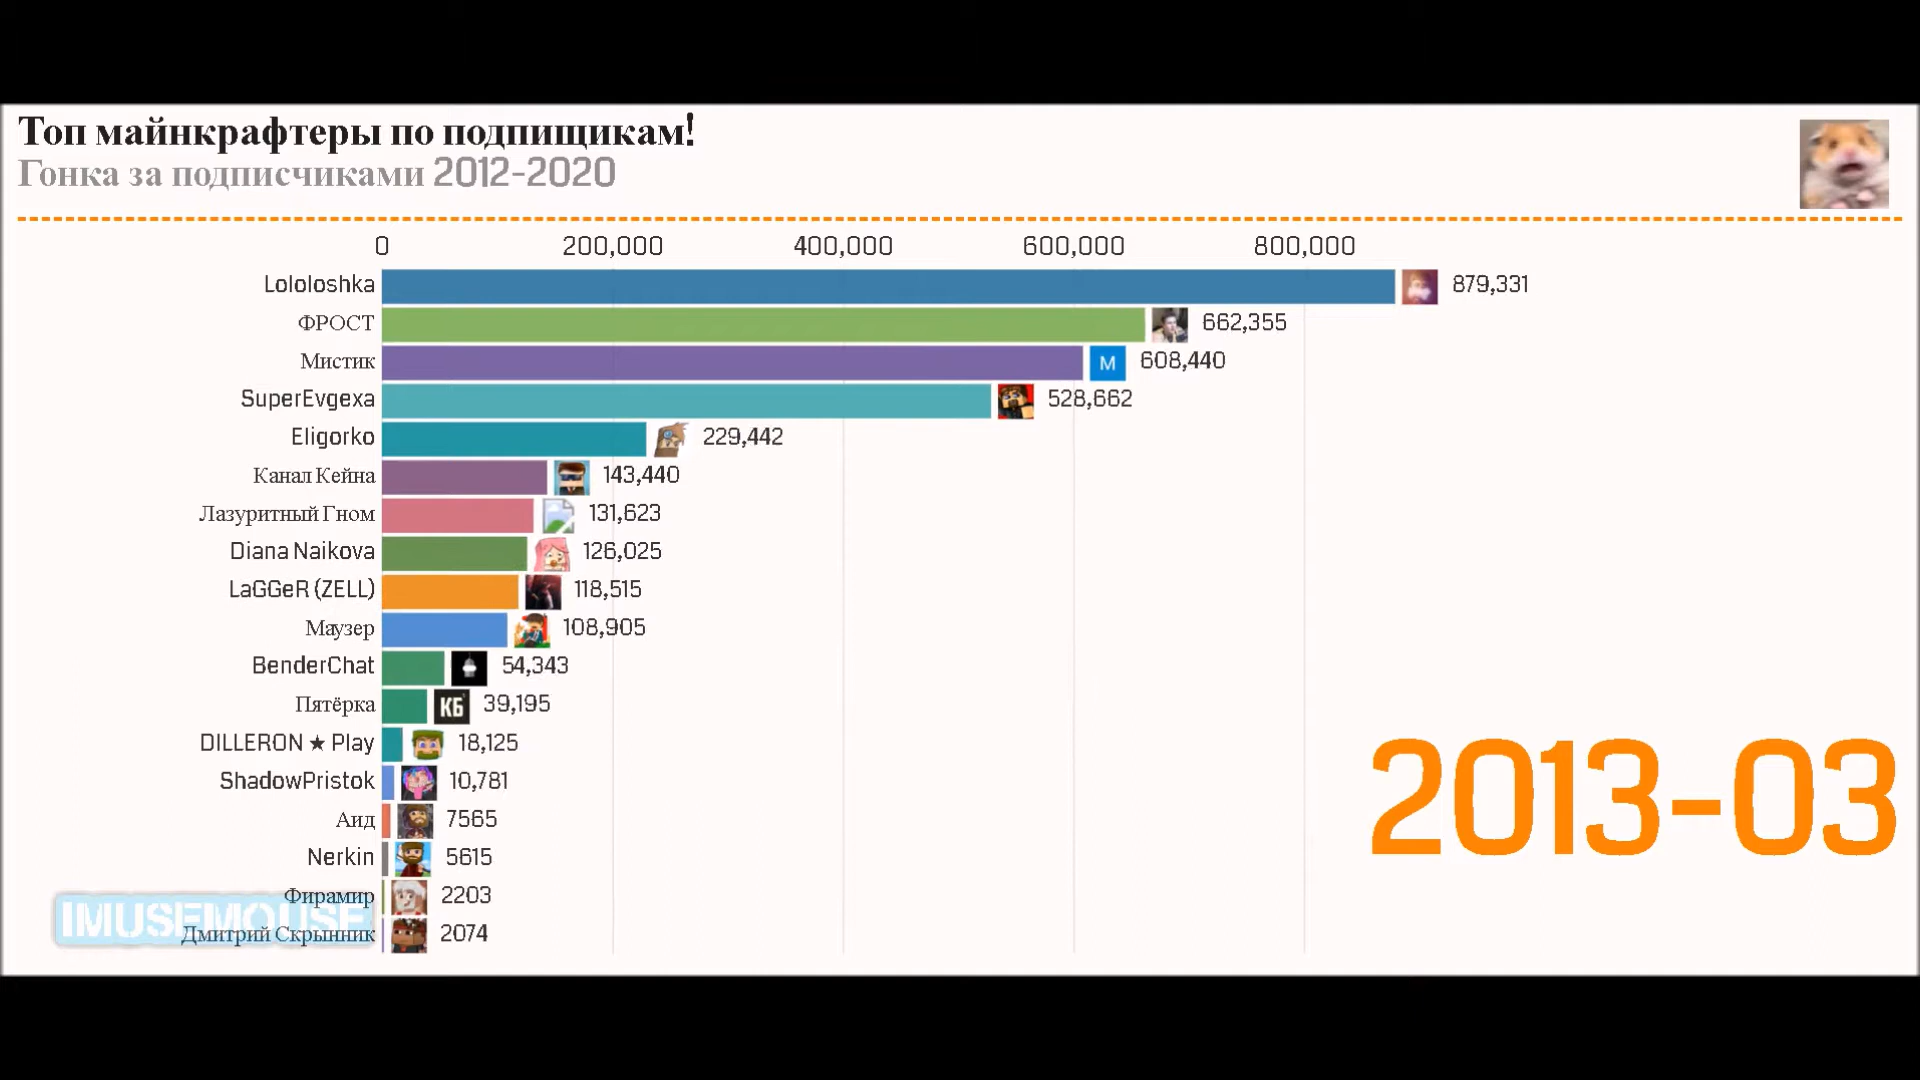 Топ майнкрафтеры по подпищикам!
Гонка за подписчиками 2012-2020
0 200,000 400,000 600,000 800,000
Lololoshka 879,331
ФРОСТ 662,355
Мистик M 608,440
SuperEvgexa 528,662
Eligorko 229,442
Канал Кейна 143,440
Лазуритный Гном 131,623
Diana Naikova 126,025
LaGGeR (ZELL) 118,515
Маузер 108,905
BenderChat 54,343
Пятёрка КБ 39,195
DILLERON ★ Play 18,125
ShadowPristok 10,781
Аид 7565
Nerkin 5615
Фирамир 2203
Дмитрий Скрынник 2074
2013-03
IMUSEMOUSE